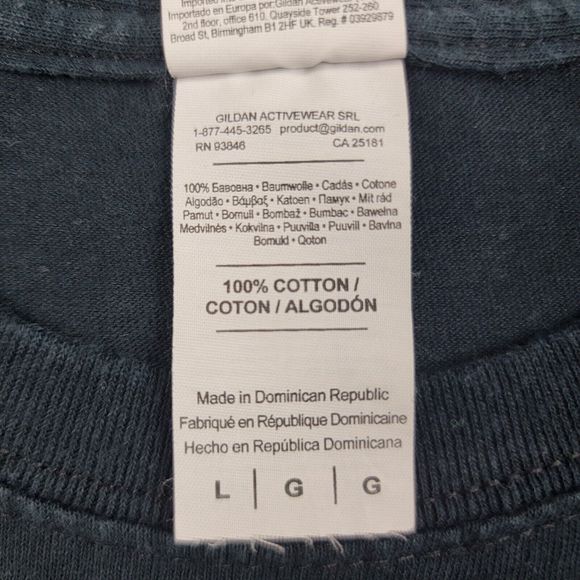 Importado en Europa por:Gildan Activewear
2nd floor, office 610, Quayside Tower 252-260
Broad St, Birmingham B1 2HF UK. Reg. # 03929879
GILDAN ACTIVEWEAR SRL
1-877-445-3265 product@gildan.com
RN 93846 CA 25181
100% Бавовна • Baumwolle • Cadás • Cotone
Algodão • Βάμβαξ • Katoen • Памук • Mit rád
Pamut • Bomull • Bombaž • Bumbac • Bawełna
Medvilnės • Kokvilna • Puuvilla • Puuvill • Bavlna
Bomuld • Qoton
100% COTTON /
COTON / ALGODÓN
Made in Dominican Republic
Fabriqué en République Dominicaine
Hecho en República Dominicana
L | G | G